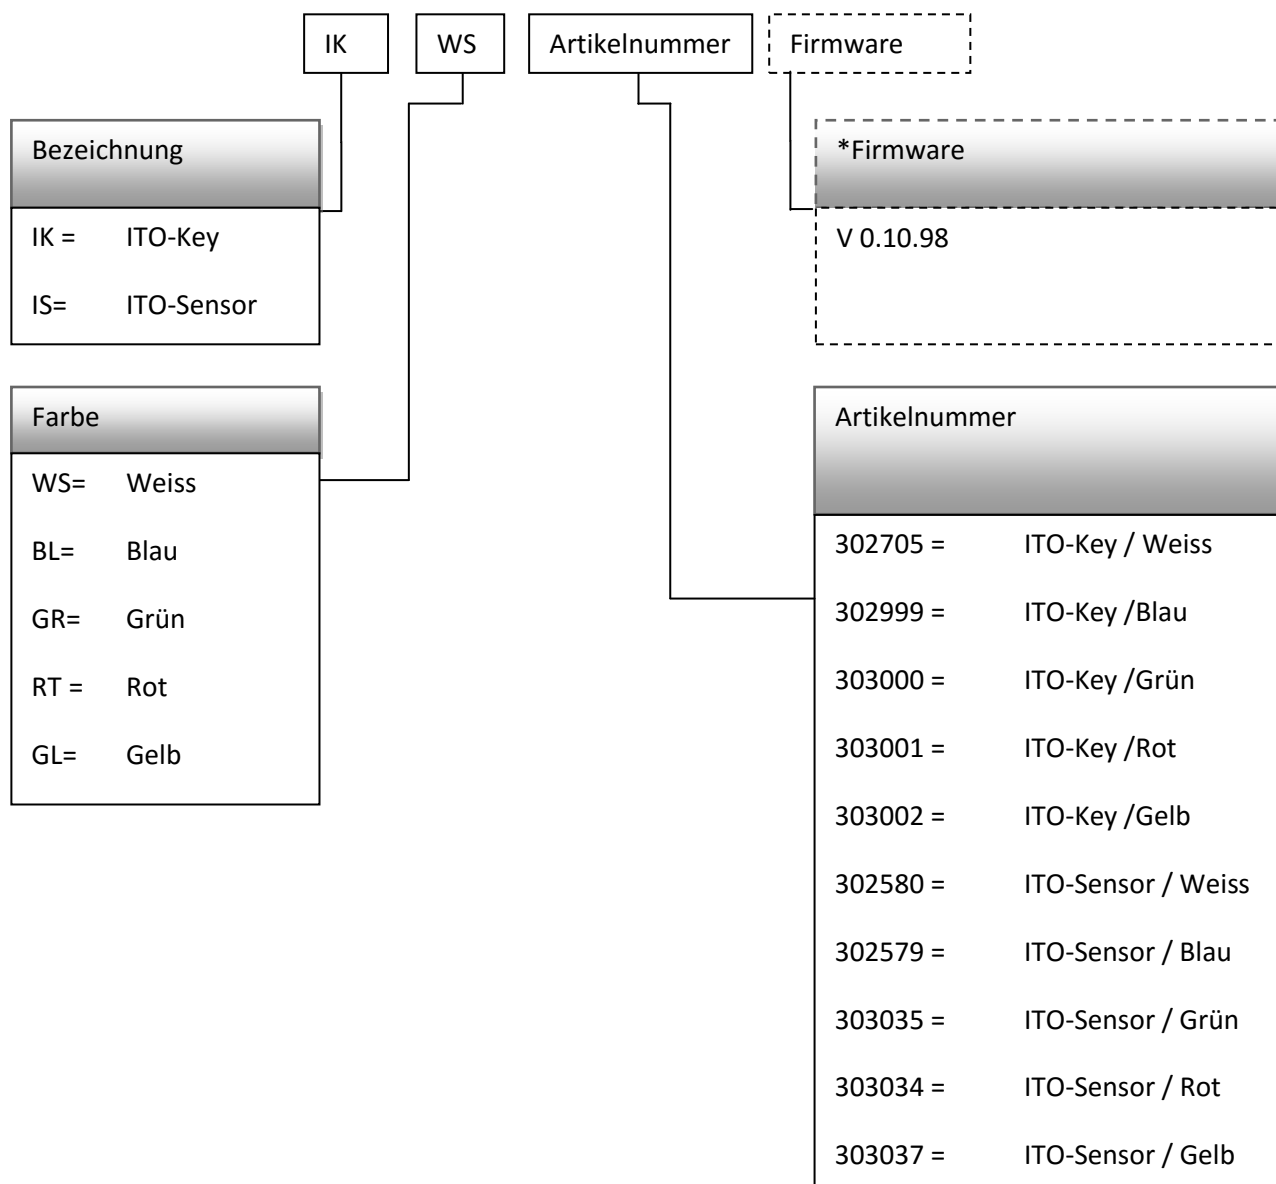 IK WS Artikelnummer Firmware
Bezeichnung
IK = ITO-Key
IS= ITO-Sensor
*Firmware
V 0.10.98
Farbe
WS= Weiss
BL= Blau
GR= Grün
RT = Rot
GL= Gelb
Artikelnummer
302705 = ITO-Key / Weiss
302999 = ITO-Key /Blau
303000 = ITO-Key /Grün
303001 = ITO-Key /Rot
303002 = ITO-Key /Gelb
302580 = ITO-Sensor / Weiss
302579 = ITO-Sensor / Blau
303035 = ITO-Sensor / Grün
303034 = ITO-Sensor / Rot
303037 = ITO-Sensor / Gelb